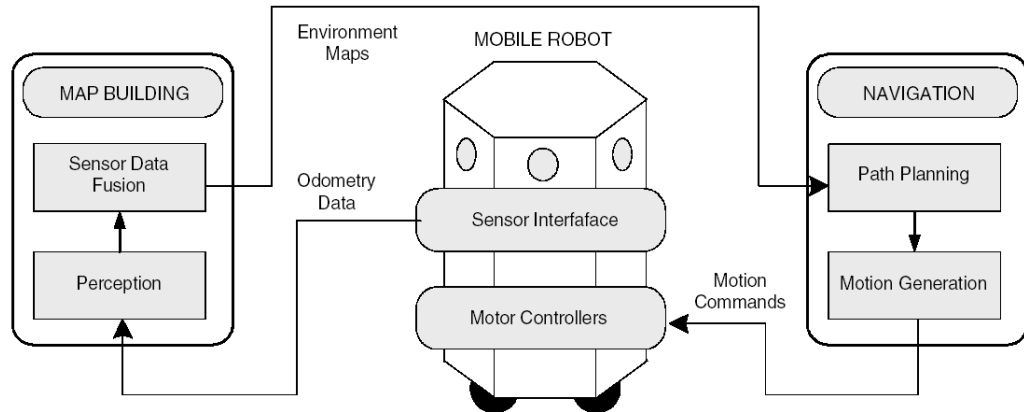 Environment
Maps
MOBILE ROBOT
MAP BUILDING
NAVIGATION
Sensor Data
Fusion
Path Planning
Odometry
Data
Sensor Interfaface
Perception
Motion Generation
Motion
Commands
Motor Controllers